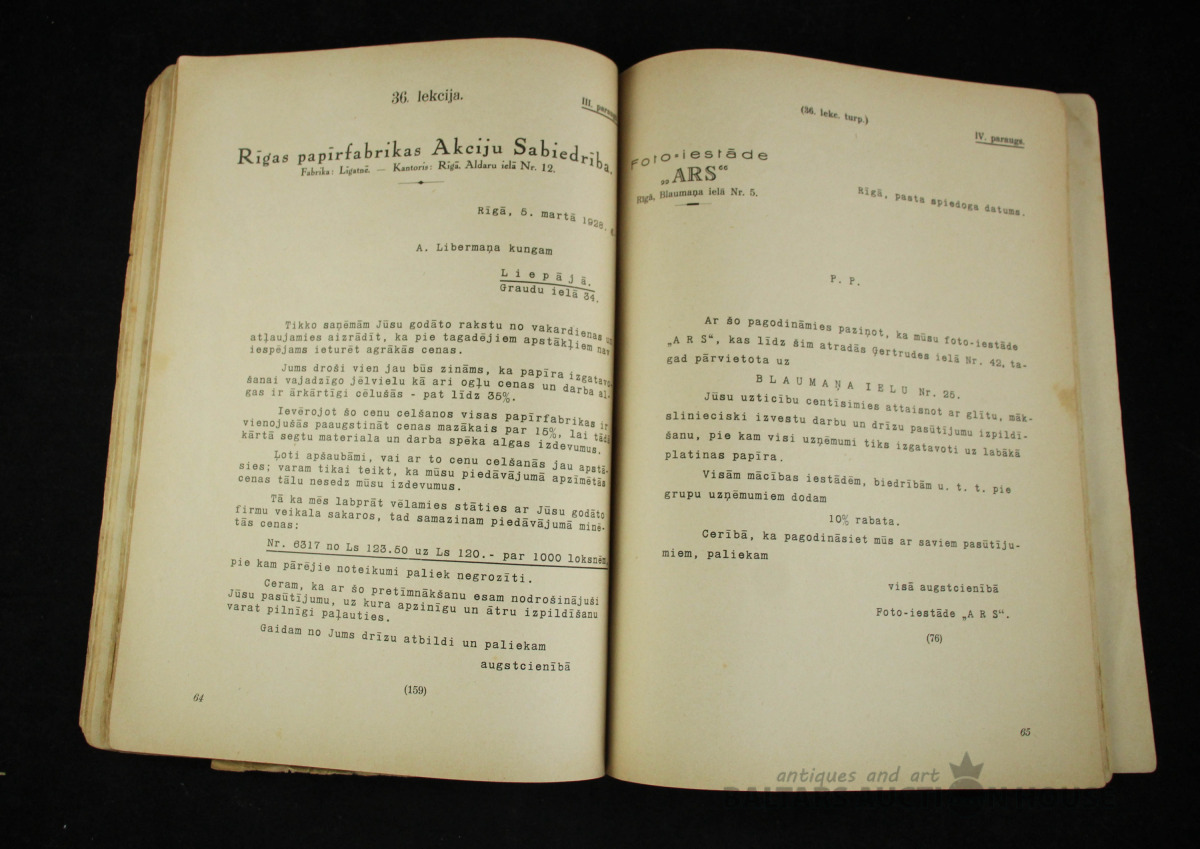 36. lekcija.
III. paraugs
Rīgas papīrfabrikas Akciju Sabiedrība.
Fabrika: Līgatnē. — Kantoris: Rīgā, Aldaru ielā Nr. 12.
Rīgā, 5. martā 1928. g.
A. Libermaņa kungam
Liepājā.
Graudu ielā 34.
Tikko saņēmām Jūsu godāto rakstu no vakardienas un
atļaujamies aizrādīt, ka pie tagadējiem apstākļiem nav
iespējams ieturēt agrākās cenas.
Jums droši vien jau būs zināms, ka papīra izgatavo-
šanai vajadzīgo jēlvielu kā ari ogļu cenas un darba al-
gas ir ārkārtīgi cēlušās - pat līdz 35%.
Ievērojot šo cenu celšanos visas papīrfabrikas ir
vienojušās paaugstināt cenas mazākais par 15%, lai tādā
kārtā segtu materiala un darba spēka algas izdevumus.
Ļoti apšaubāmi, vai ar to cenu celšanās jau apstā-
sies; varam tikai teikt, ka mūsu piedāvājumā apzīmētās
cenas tālu nesedz mūsu izdevumus.
Tā ka mēs labprāt vēlamies stāties ar Jūsu godāto
firmu veikala sakaros, tad samazinam piedāvājumā minē-
tās cenas:
Nr. 6317 no Ls 123.50 uz Ls 120.- par 1000 loksnēm,
pie kam pārējie noteikumi paliek negrozīti.
Ceram, ka ar šo pretīmnākšanu esam nodrošinājuši
Jūsu pasūtījumu, uz kura apzinīgu un ātru izpildīšanu
varat pilnīgi paļauties.
Gaidam no Jums drīzu atbildi un paliekam
augstcienībā
(159)
64
(36. lekc. turp.)
IV. paraugs.
Foto-iestāde
„ARS“
Rīgā, Blaumaņa ielā Nr. 5.
Rīgā, pasta spiedoga datums.
P. P.
Ar šo pagodināmies paziņot, ka mūsu foto-iestāde
„ARS“, kas līdz šim atradās Ģertrudes ielā Nr. 42, ta-
gad pārvietota uz
BLAUMAŅA IELU Nr. 25.
Jūsu uzticību centīsimies attaisnot ar glītu, māk-
slinieciski izvestu darbu un drīzu pasūtījumu izpildī-
šanu, pie kam visi uzņēmumi tiks izgatavoti uz labākā
platinas papīra.
Visām mācības iestādēm, biedrībām u. t. t. pie
grupu uzņēmumiem dodam
10% rabata.
Cerībā, ka pagodināsiet mūs ar saviem pasūtīju-
miem, paliekam
visā augstcienībā
Foto-iestāde „ARS“.
(76)
65
antiques and art
BALTARS AUCTION HOUSE